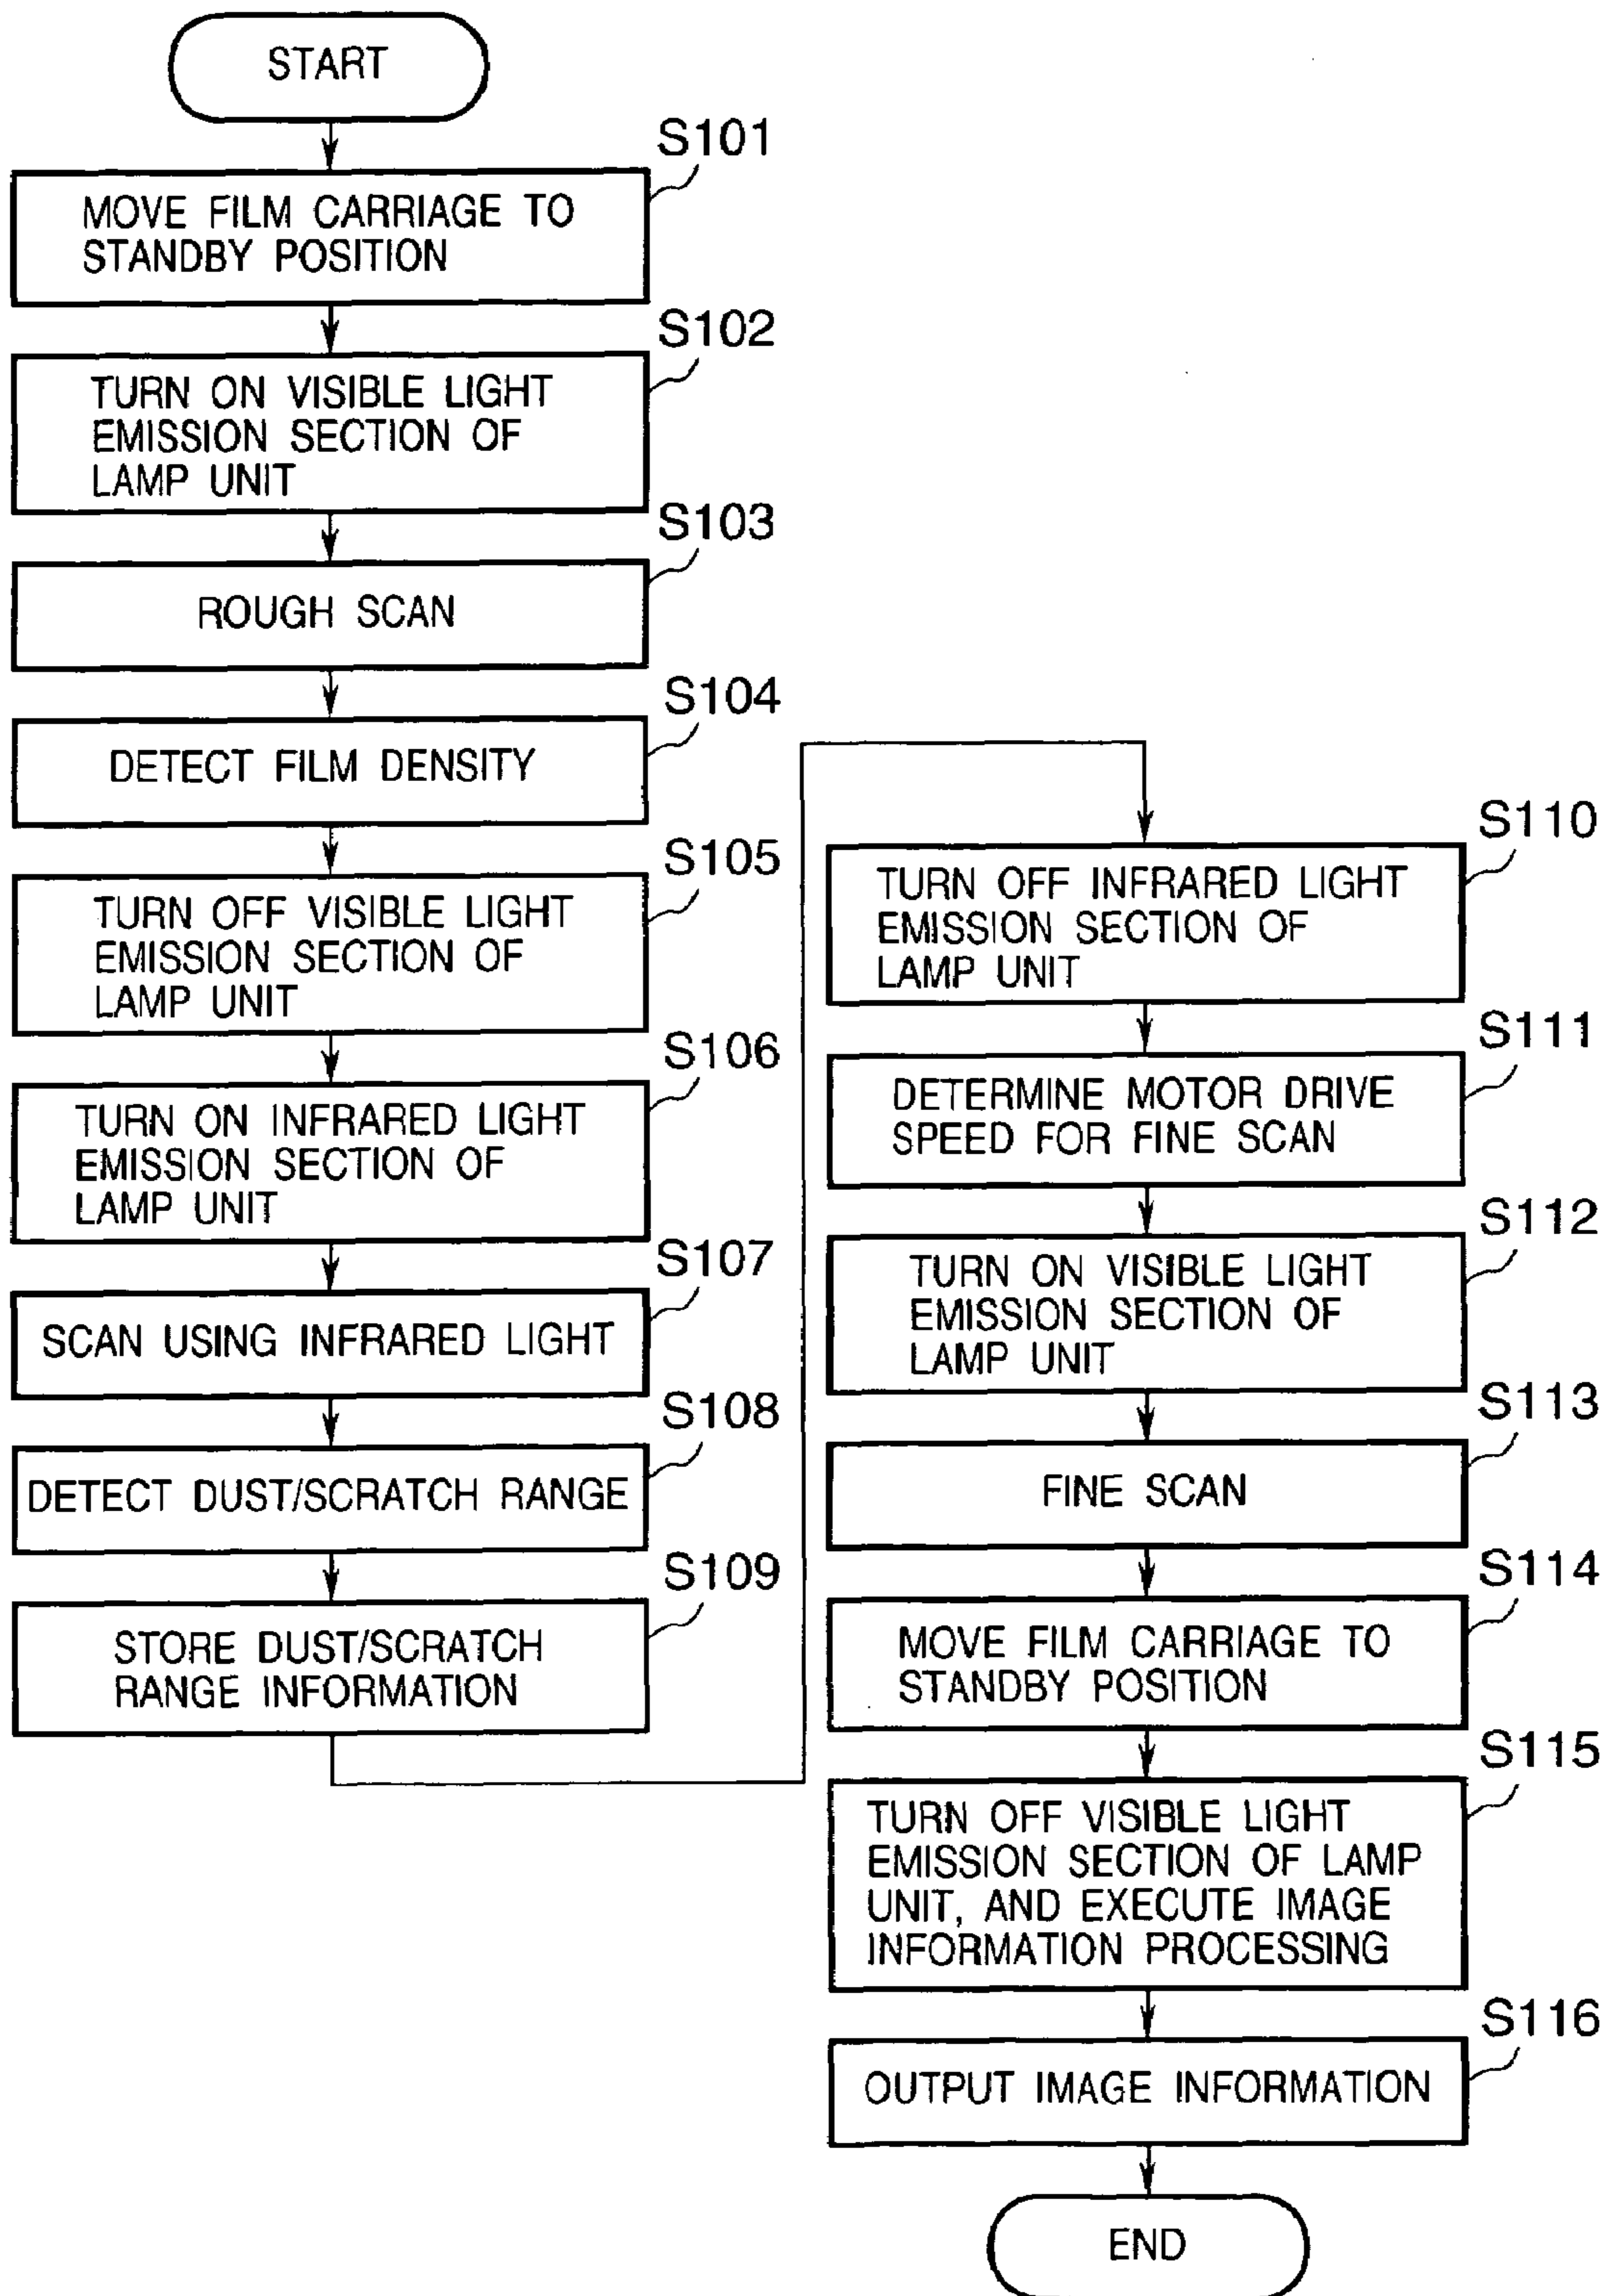 START
S101
MOVE FILM CARRIAGE TO
STANDBY POSITION
S102
TURN ON VISIBLE LIGHT
EMISSION SECTION OF
LAMP UNIT
S103
ROUGH SCAN
S104
DETECT FILM DENSITY
S105
TURN OFF VISIBLE LIGHT
EMISSION SECTION OF
LAMP UNIT
S106
TURN ON INFRARED LIGHT
EMISSION SECTION OF
LAMP UNIT
S107
SCAN USING INFRARED LIGHT
S108
DETECT DUST/SCRATCH RANGE
S109
STORE DUST/SCRATCH
RANGE INFORMATION
S110
TURN OFF INFRARED LIGHT
EMISSION SECTION OF
LAMP UNIT
S111
DETERMINE MOTOR DRIVE
SPEED FOR FINE SCAN
S112
TURN ON VISIBLE LIGHT
EMISSION SECTION OF
LAMP UNIT
S113
FINE SCAN
S114
MOVE FILM CARRIAGE TO
STANDBY POSITION
S115
TURN OFF VISIBLE LIGHT
EMISSION SECTION OF LAMP
UNIT, AND EXECUTE IMAGE
INFORMATION PROCESSING
S116
OUTPUT IMAGE INFORMATION
END